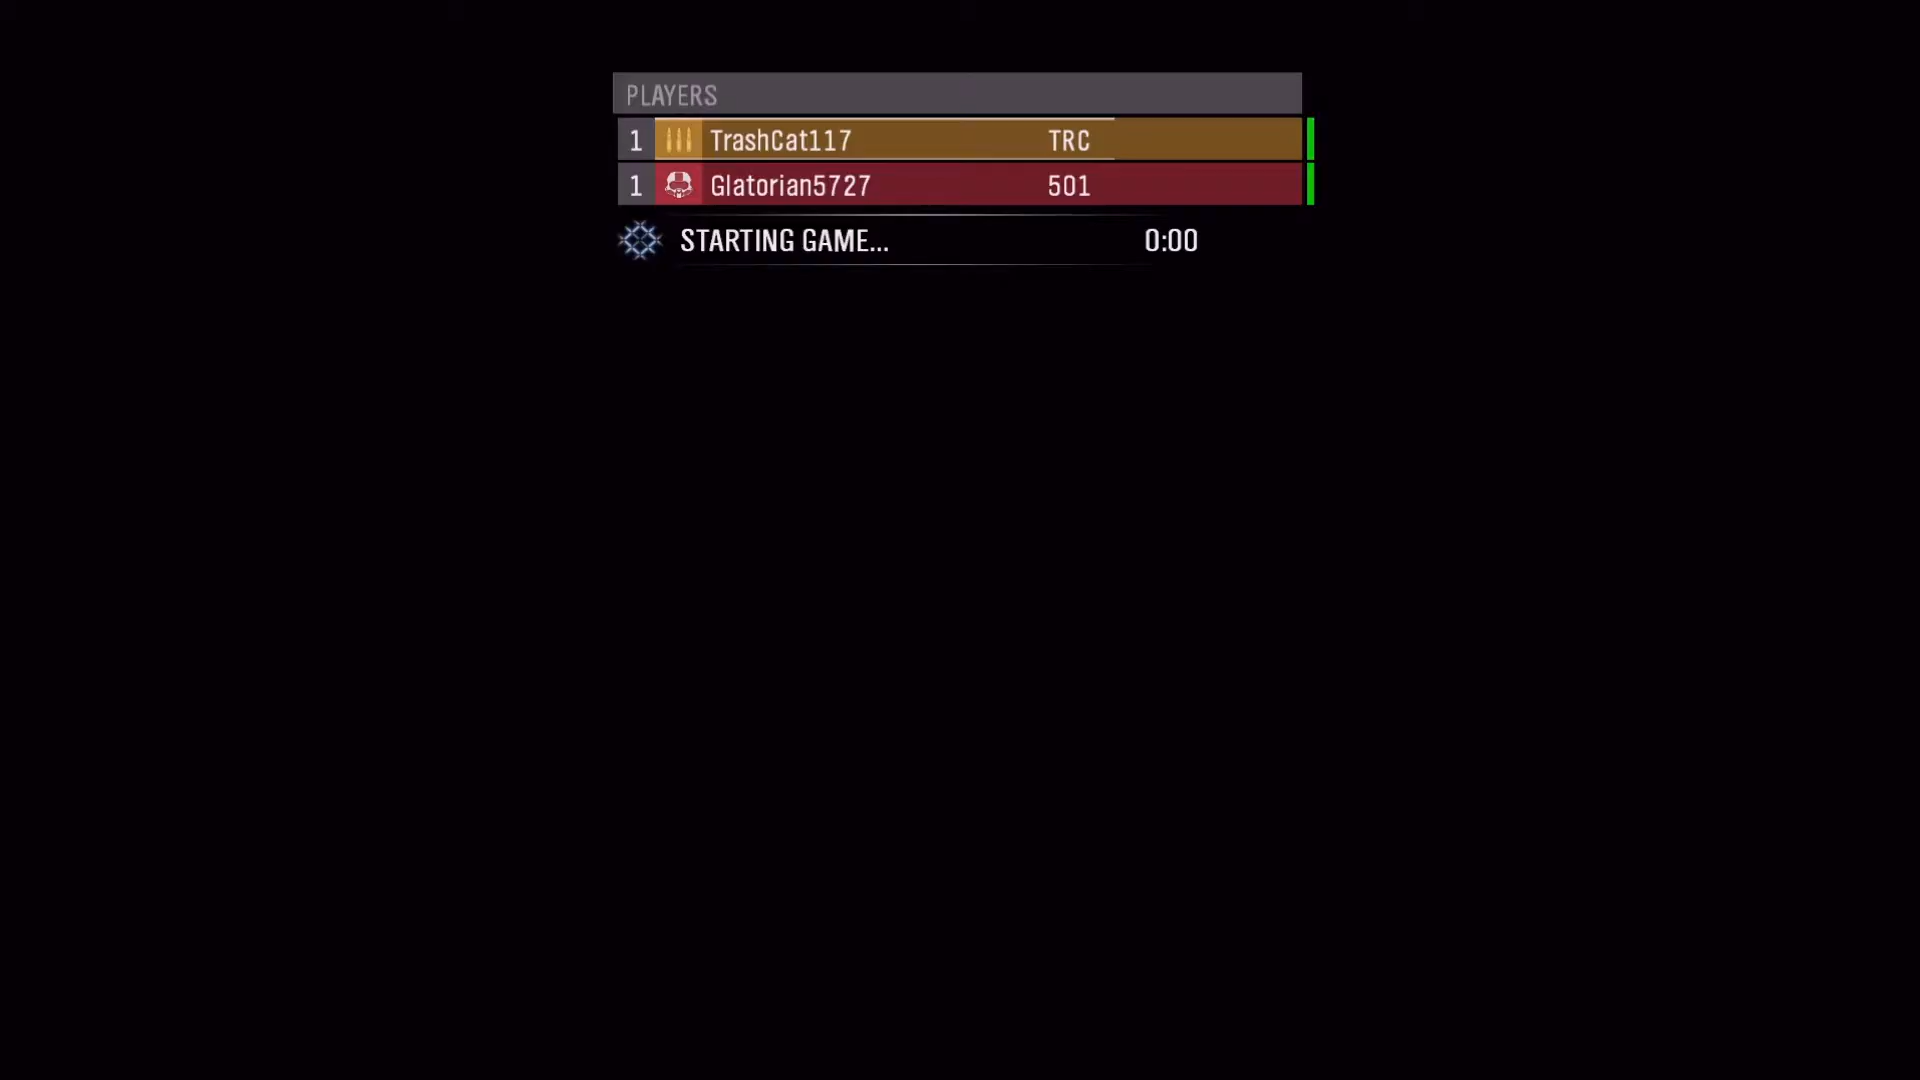 PLAYERS
1 TrashCat117 TRC
1 Glatorian5727 501
STARTING GAME... 0:00